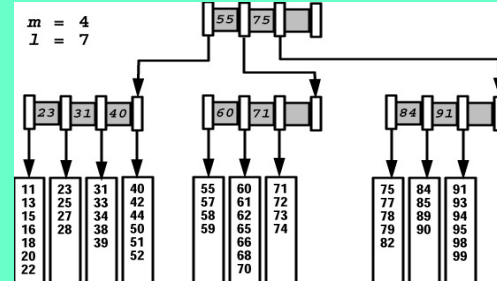 m = 4
l = 7
55 75
23 31 40
60 71
84 91
11 23 31 40 55 60 71 75 84 91
13 25 33 42 57 61 72 77 85 93
15 27 34 44 58 62 73 78 89 94
16 28 38 50 59 65 74 79 90 95
18 39 51 66 82 98
20 52 68 99
22 70